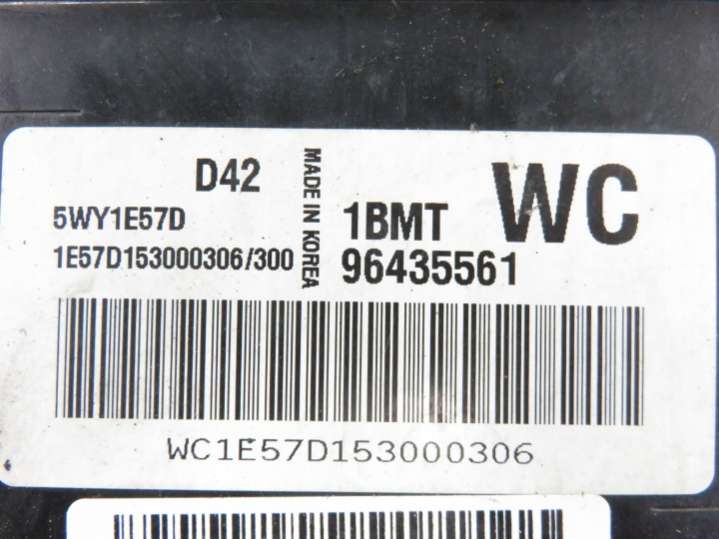 D42
5WY1E57D
1E57D153000306/300
MADE IN KOREA
1BMT
WC
96435561
WC1E57D153000306